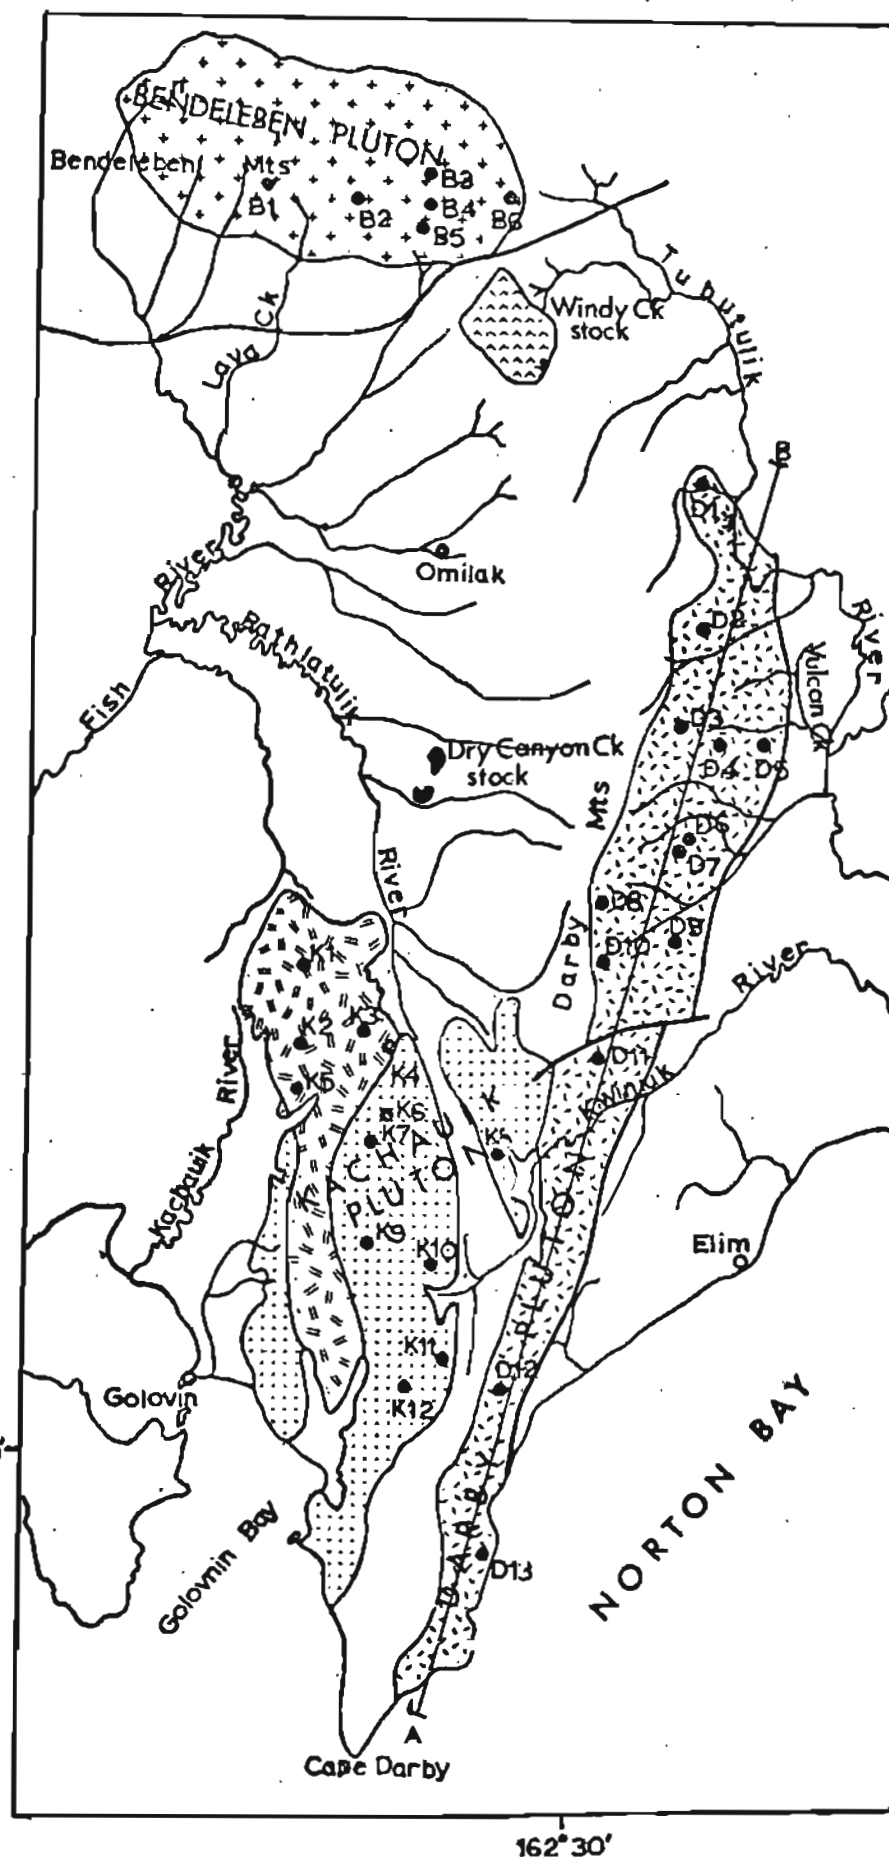 BENDELEBEN PLUTON
Bendeleben Mts
B1
B2
B3
B4
B5
B6
Tubutulik
River
Windy Ck
stock
Lava Ck
B
D1
Omilak
River
Fish
Rathlatulik
River
D2
Vulcan Ck
D3
D4
D5
Dry Canyon Ck
stock
Darby Mts
D6
D7
D8
D9
D10
D11
Kwiniuk
River
K1
K2
K3
K4
K5
K6
K7
K9
K10
K11
K12
Kachauik
River
PLU
DARBY PLUTON
Elim
D12
D13
Golovin
Golovnin Bay
NORTON BAY
A
Cape Darby
162°30'